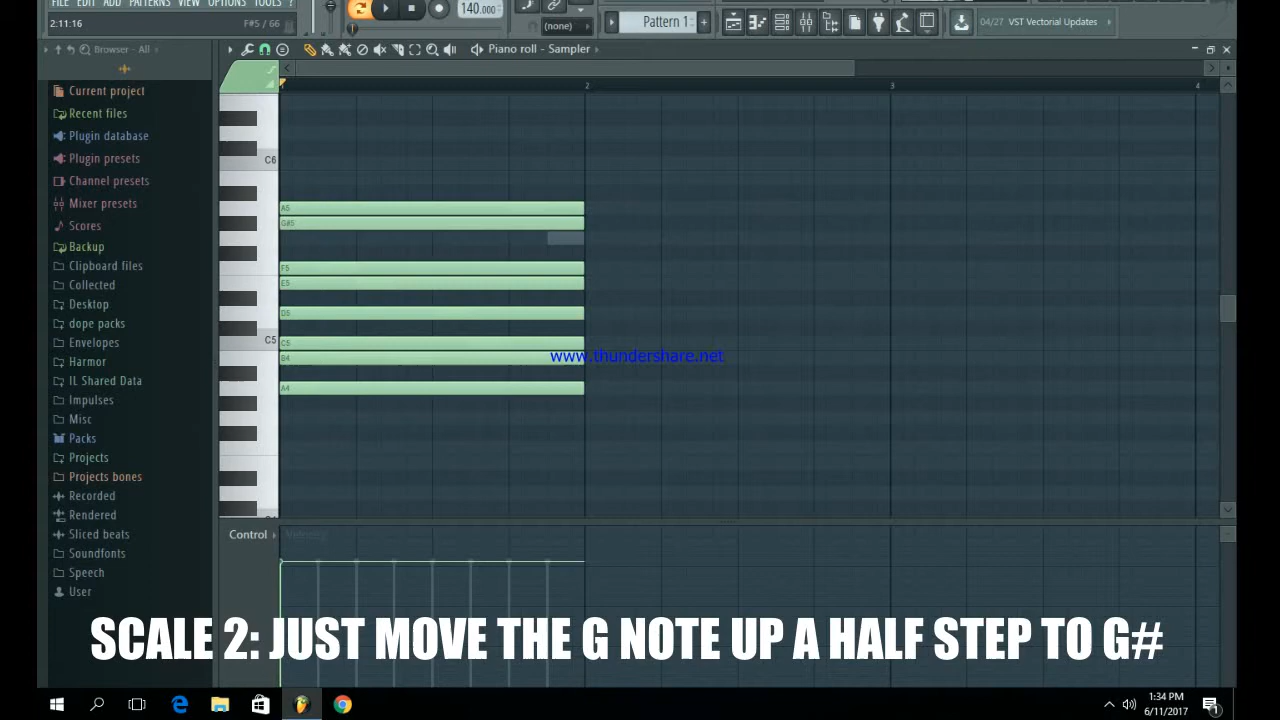 FILE EDIT ADD PATTERNS VIEW OPTIONS TOOLS ?
2:11:16 F#5 / 66
140.000
(none)
Pattern 1
04/27 VST Vectorial Updates
Browser - All
Piano roll - Sampler
1 2 3 4
Current project
Recent files
Plugin database
Plugin presets
Channel presets
Mixer presets
Scores
Backup
Clipboard files
Collected
Desktop
dope packs
Envelopes
Harmor
IL Shared Data
Impulses
Misc
Packs
Projects
Projects bones
Recorded
Rendered
Sliced beats
Soundfonts
Speech
User
C6
A5
G#5
F5
E5
D5
C5 C5
B4
A4
www.thundershare.net
Control Velocity
SCALE 2: JUST MOVE THE G NOTE UP A HALF STEP TO G#
1:34 PM
6/11/2017
1